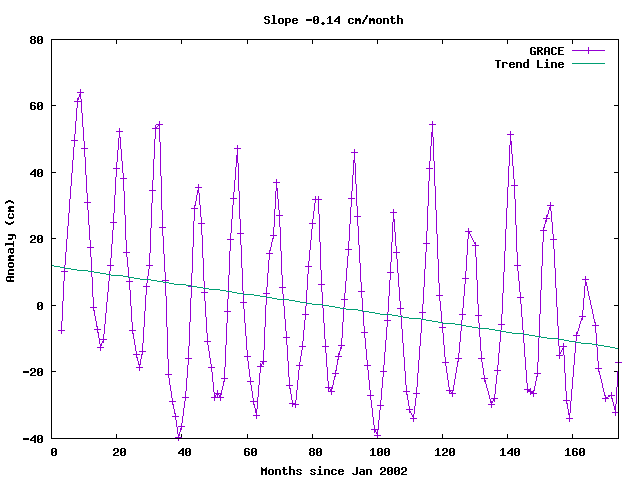 Slope -0.14 cm/month
80
GRACE
Trend Line
60
40
20
0
-20
-40
Anomaly (cm)
0 20 40 60 80 100 120 140 160
Months since Jan 2002